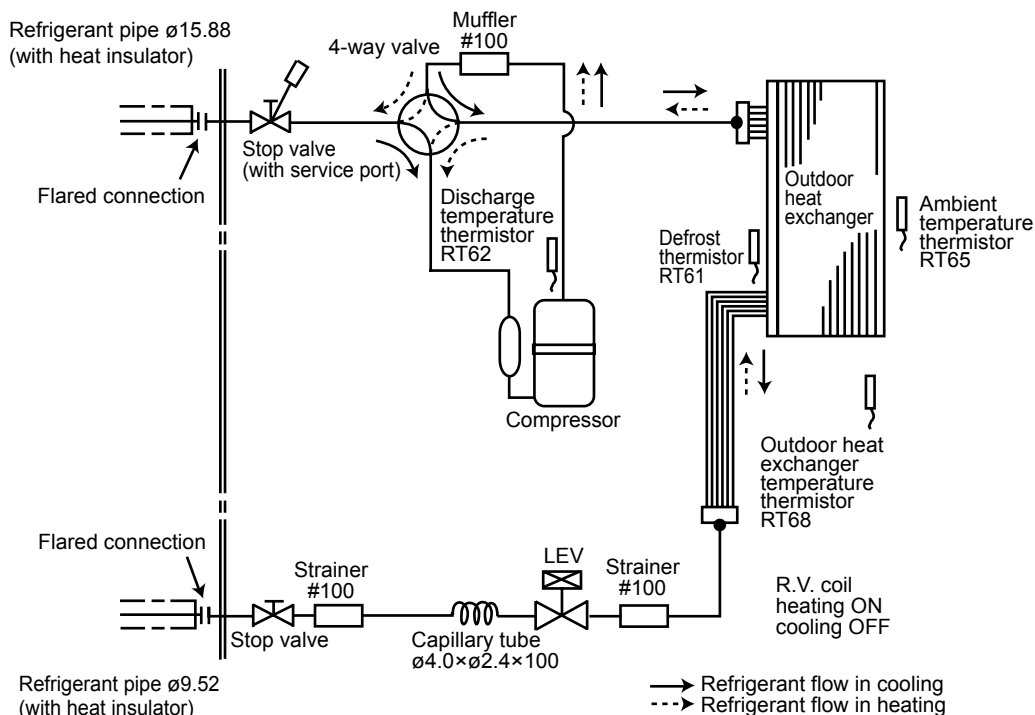 Refrigerant pipe ø15.88
(with heat insulator)
4-way valve
Muffler
#100
Stop valve
(with service port)
Flared connection
Discharge
temperature
thermistor
RT62
Outdoor
heat
exchanger
Ambient
temperature
thermistor
RT65
Defrost
thermistor
RT61
Compressor
Outdoor heat
exchanger
temperature
thermistor
RT68
Flared connection
Strainer
#100
LEV
Strainer
#100
R.V. coil
heating ON
cooling OFF
Stop valve
Capillary tube
ø4.0×ø2.4×100
Refrigerant pipe ø9.52
(with heat insulator)
Refrigerant flow in cooling
Refrigerant flow in heating